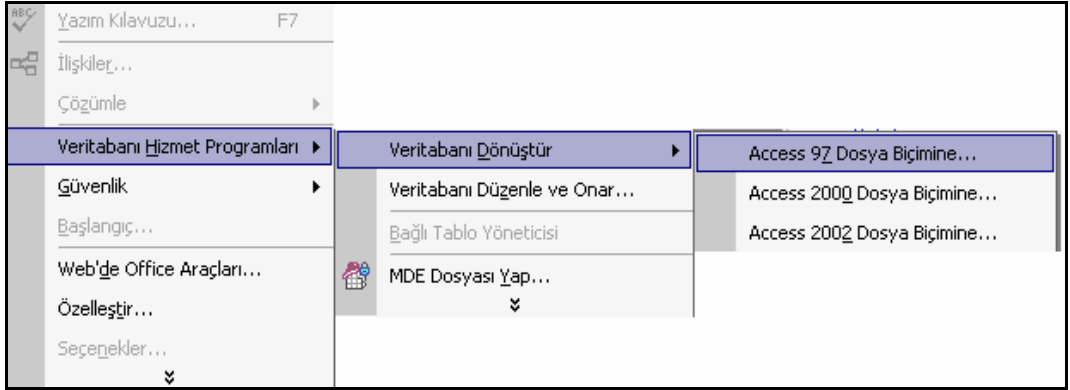 ABC
Yazım Kılavuzu... F7
İlişkiler...
Çözümle
Veritabanı Hizmet Programları
Güvenlik
Başlangıç...
Web'de Office Araçları...
Özelleştir...
Seçenekler...
Veritabanı Dönüştür
Veritabanı Düzenle ve Onar...
Bağlı Tablo Yöneticisi
MDE Dosyası Yap...
Access 97 Dosya Biçimine...
Access 2000 Dosya Biçimine...
Access 2002 Dosya Biçimine...